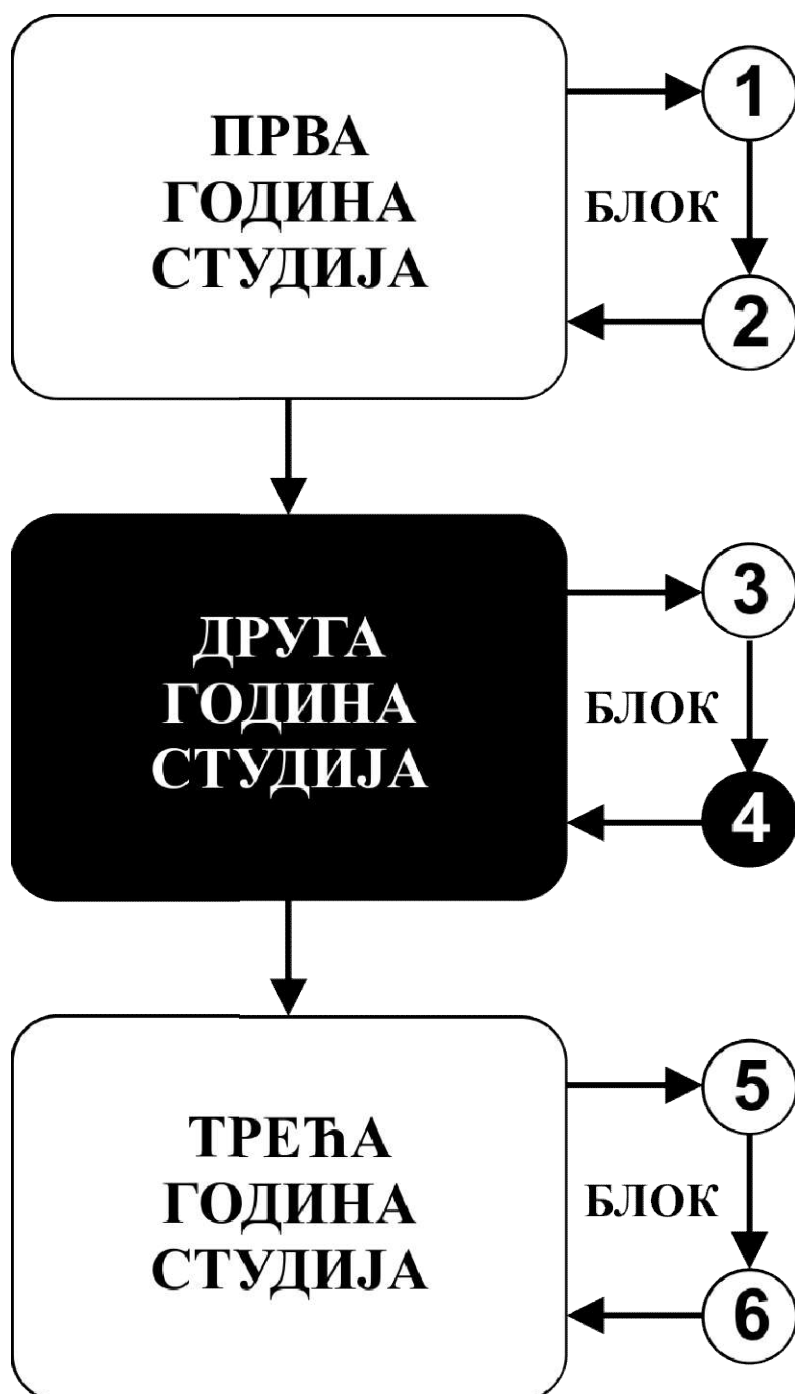 ПРВА
ГОДИНА
СТУДИЈА
1
БЛОК
2
ДРУГА
ГОДИНА
СТУДИЈА
3
БЛОК
4
ТРЕЋА
ГОДИНА
СТУДИЈА
5
БЛОК
6